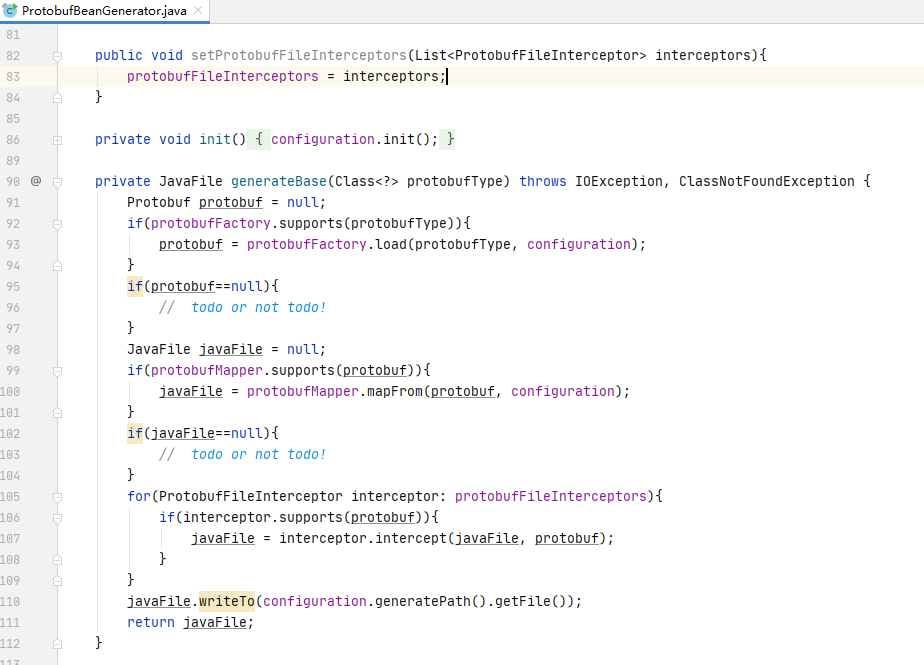 ProtobufBeanGenerator.java
81
82 public void setProtobufFileInterceptors(List<ProtobufFileInterceptor> interceptors){
83 protobufFileInterceptors = interceptors;
84 }
85
86 private void init() { configuration.init(); }
89
90 @ private JavaFile generateBase(Class<?> protobufType) throws IOException, ClassNotFoundException {
91 Protobuf protobuf = null;
92 if(protobufFactory.supports(protobufType)){
93 protobuf = protobufFactory.load(protobufType, configuration);
94 }
95 if(protobuf==null){
96 // todo or not todo!
97 }
98 JavaFile javaFile = null;
99 if(protobufMapper.supports(protobuf)){
100 javaFile = protobufMapper.mapFrom(protobuf, configuration);
101 }
102 if(javaFile==null){
103 // todo or not todo!
104 }
105 for(ProtobufFileInterceptor interceptor: protobufFileInterceptors){
106 if(interceptor.supports(protobuf)){
107 javaFile = interceptor.intercept(javaFile, protobuf);
108 }
109 }
110 javaFile.writeTo(configuration.generatePath().getFile());
111 return javaFile;
112 }
113